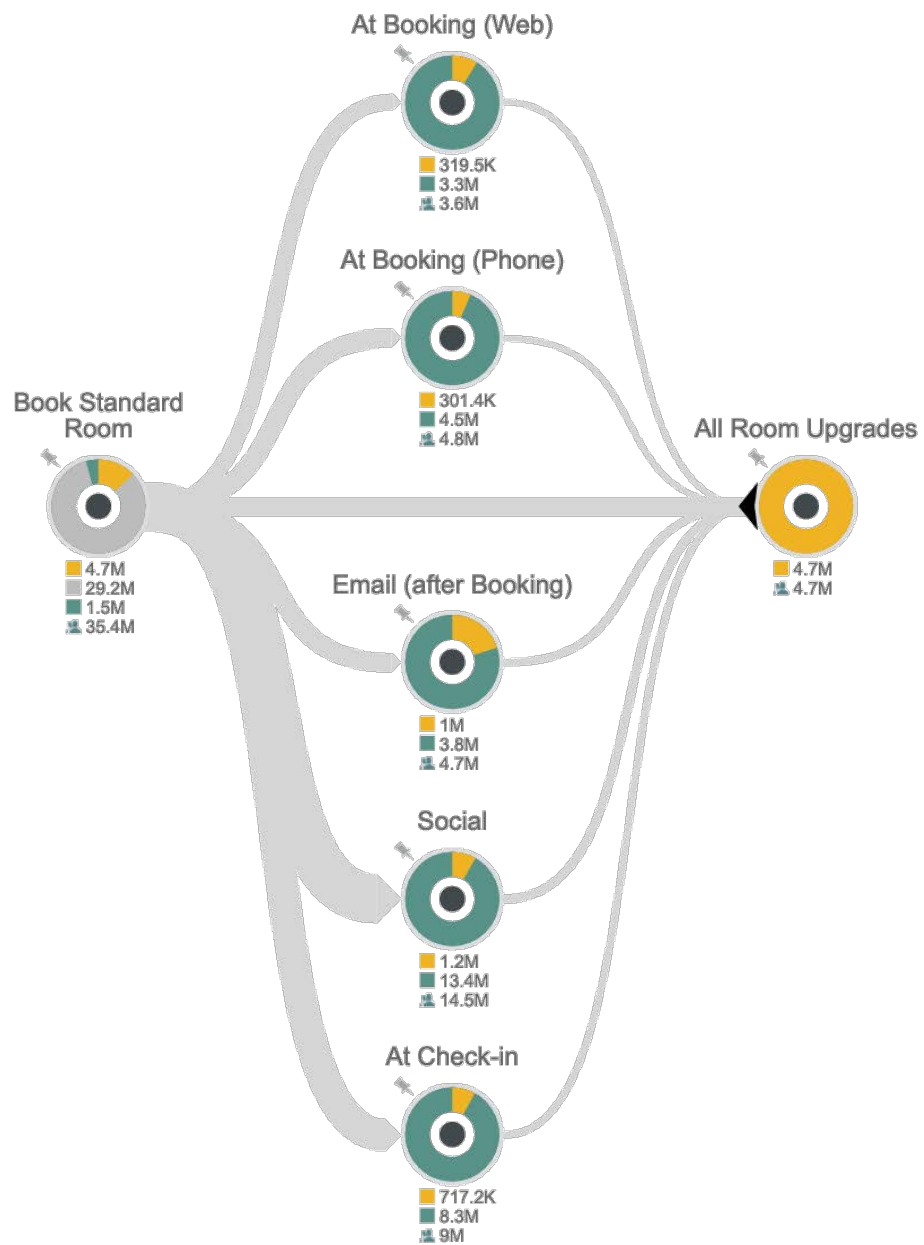 At Booking (Web)
319.5K
3.3M
3.6M
At Booking (Phone)
301.4K
4.5M
4.8M
Book Standard
Room
4.7M
29.2M
1.5M
35.4M
All Room Upgrades
4.7M
4.7M
Email (after Booking)
1M
3.8M
4.7M
Social
1.2M
13.4M
14.5M
At Check-in
717.2K
8.3M
9M